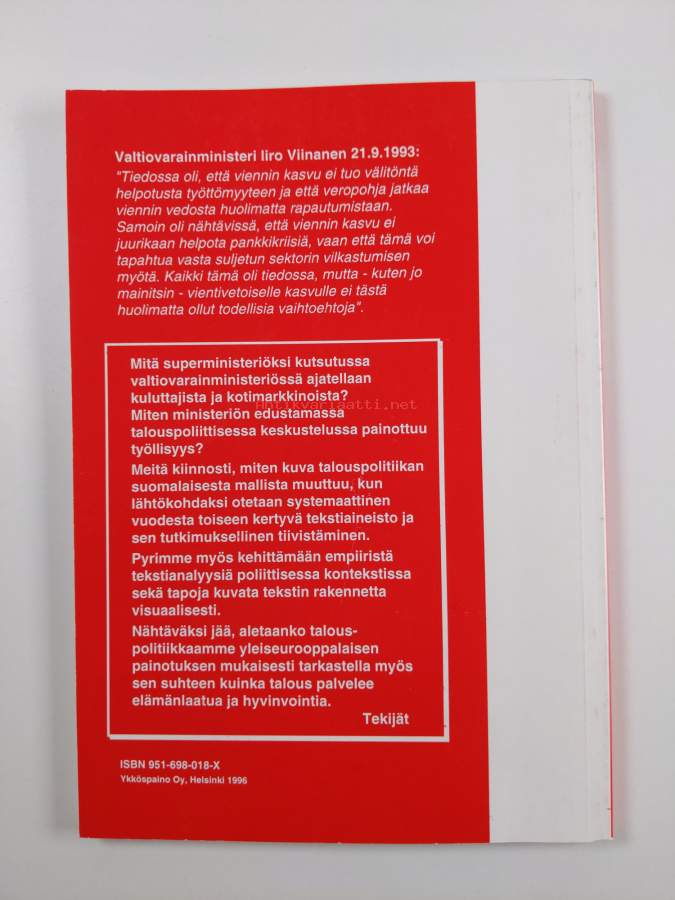 Valtiovarainministeri Iiro Viinanen 21.9.1993:
"Tiedossa oli, että viennin kasvu ei tuo välitöntä
helpotusta työttömyyteen ja että veropohja jatkaa
viennin vedosta huolimatta rapautumistaan.
Samoin oli nähtävissä, että viennin kasvu ei
juurikaan helpota pankkikriisiä, vaan että tämä voi
tapahtua vasta suljetun sektorin vilkastumisen
myötä. Kaikki tämä oli tiedossa, mutta - kuten jo
mainitsin - vientivetoiselle kasvulle ei tästä
huolimatta ollut todellisia vaihtoehtoja".
Mitä superministeriöksi kutsutussa
valtiovarainministeriössä ajatellaan
kuluttajista ja kotimarkkinoista?
Antikvariaatti.net
Miten ministeriön edustamassa
talouspoliittisessa keskustelussa painottuu
työllisyys?
Meitä kiinnosti, miten kuva talouspolitiikan
suomalaisesta mallista muuttuu, kun
lähtökohdaksi otetaan systemaattinen
vuodesta toiseen kertyvä tekstiaineisto ja
sen tutkimuksellinen tiivistäminen.
Pyrimme myös kehittämään empiiristä
tekstianalyysiä poliittisessa kontekstissa
sekä tapoja kuvata tekstin rakennetta
visuaalisesti.
Nähtäväksi jää, aletaanko talous-
politiikkaamme yleiseurooppalaisen
painotuksen mukaisesti tarkastella myös
sen suhteen kuinka talous palvelee
elämänlaatua ja hyvinvointia.
Tekijät
ISBN 951-698-018-X
Ykköspaino Oy, Helsinki 1996